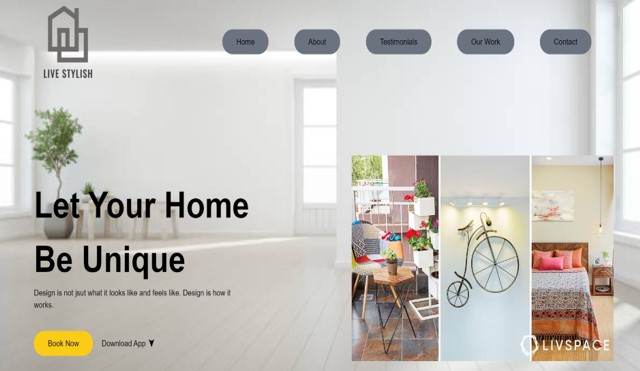 LIVE STYLISH
Home
About
Testimonials
Our Work
Contact
Let Your Home
Be Unique
Design is not jsut what it looks like and feels like. Design is how it
works.
Book Now
Download App
LIVSPACE